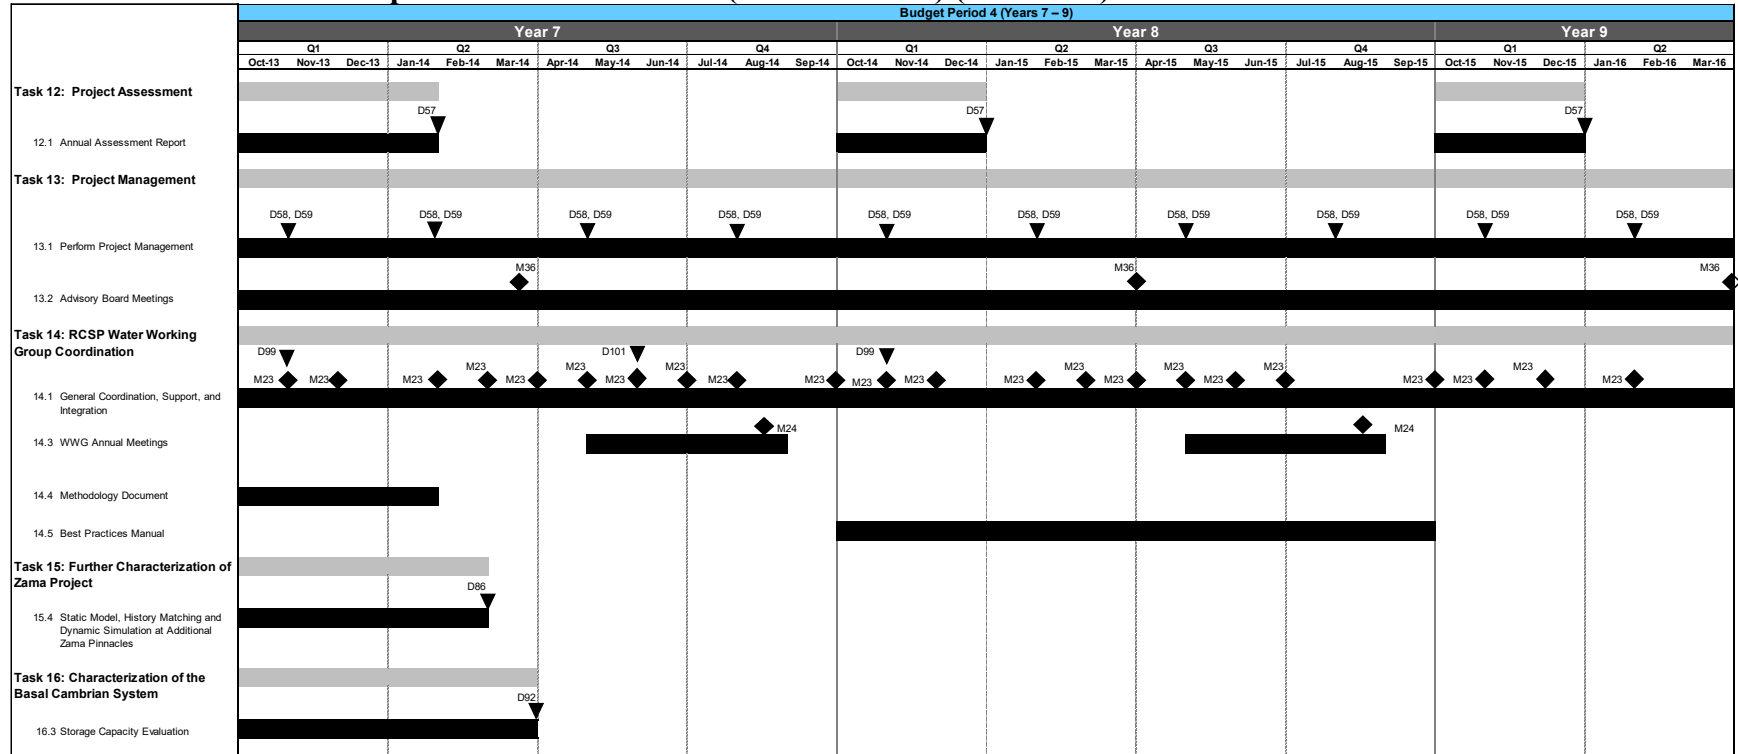 Budget Period 4 (Years 7 – 9)
Year 7 Year 8 Year 9
Q1 Q2 Q3 Q4 Q1 Q2 Q3 Q4 Q1 Q2
Oct-13 Nov-13 Dec-13 Jan-14 Feb-14 Mar-14 Apr-14 May-14 Jun-14 Jul-14 Aug-14 Sep-14 Oct-14 Nov-14 Dec-14 Jan-15 Feb-15 Mar-15 Apr-15 May-15 Jun-15 Jul-15 Aug-15 Sep-15 Oct-15 Nov-15 Dec-15 Jan-16 Feb-16 Mar-16
Task 12: Project Assessment
D57 D57 D57
12.1 Annual Assessment Report
Task 13: Project Management
D58, D59 D58, D59 D58, D59 D58, D59 D58, D59 D58, D59 D58, D59 D58, D59 D58, D59 D58, D59
13.1 Perform Project Management
M36 M36 M36
13.2 Advisory Board Meetings
Task 14: RCSP Water Working
Group Coordination
D99 D101 D99
M23 M23 M23 M23 M23 M23 M23 M23 M23 M23 M23 M23 M23 M23 M23 M23 M23 M23 M23 M23 M23 M23
14.1 General Coordination, Support, and
Integration
M24 M24
14.3 WWG Annual Meetings
14.4 Methodology Document
14.5 Best Practices Manual
Task 15: Further Characterization of
Zama Project
D86
15.4 Static Model, History Matching and
Dynamic Simulation at Additional
Zama Pinnacles
Task 16: Characterization of the
Basal Cambrian System
D92
16.3 Storage Capacity Evaluation